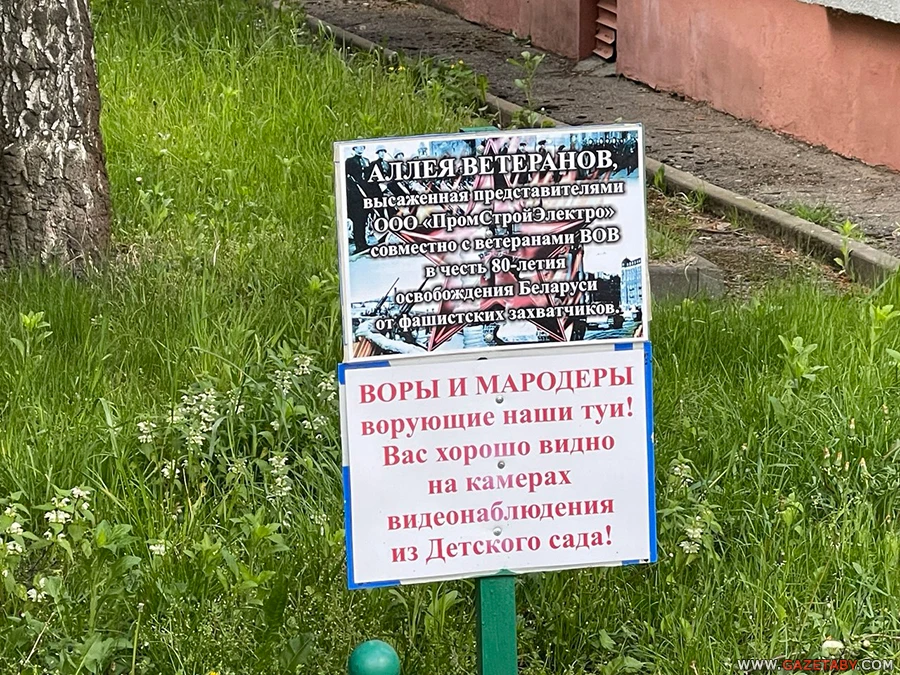 АЛЛЕЯ ВЕТЕРАНОВ,
высаженная представителями
ООО «ПромСтройЭлектро»
совместно с ветеранами ВОВ
в честь 80-летия
освобождения Беларуси
от фашистских захватчиков.
ВОРЫ И МАРОДЕРЫ
ворующие наши туи!
Вас хорошо видно
на камерах
видеонаблюдения
из Детского сада!
WWW.GAZETABY.COM